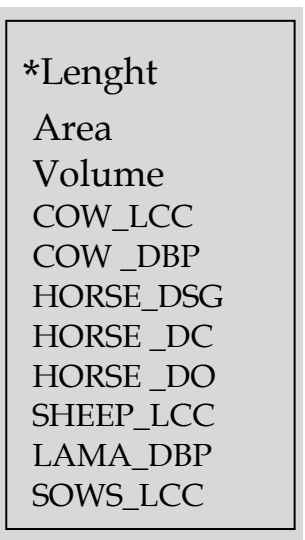 *Lenght
Area
Volume
COW_LCC
COW _DBP
HORSE_DSG
HORSE _DC
HORSE _DO
SHEEP_LCC
LAMA_DBP
SOWS_LCC